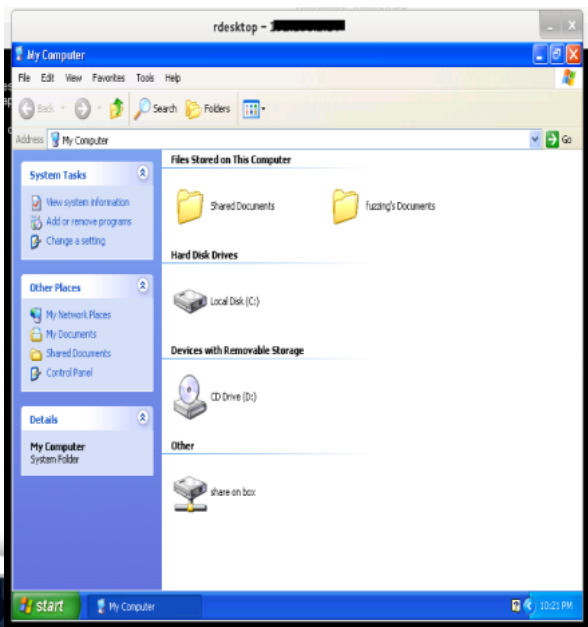 rdesktop -
My Computer
File Edit View Favorites Tools Help
Back Search Folders
Address My Computer Go
Files Stored on This Computer
System Tasks
View system information
Add or remove programs
Change a setting
Shared Documents
fuzzing's Documents
Hard Disk Drives
Other Places
My Network Places
My Documents
Shared Documents
Control Panel
Local Disk (C:)
Devices with Removable Storage
CD Drive (D:)
Details
My Computer
System Folder
Other
share on box
start My Computer 10:21 PM